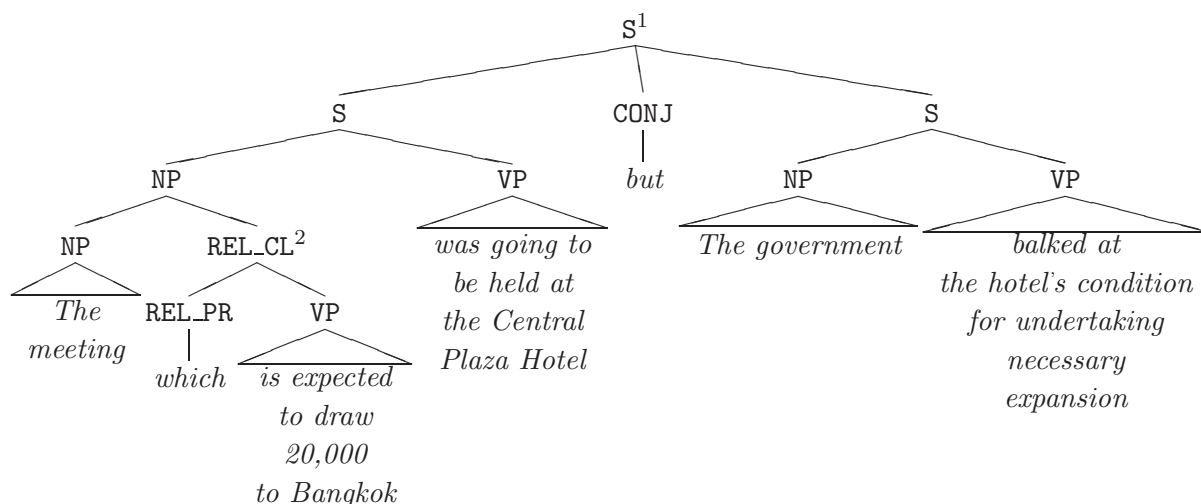 S1
S CONJ S
NP VP but NP VP
NP REL_CL2 was going to The government balked at
The REL_PR VP be held at the hotel's condition
meeting which is expected the Central for undertaking
to draw Plaza Hotel necessary
20,000 expansion
to Bangkok